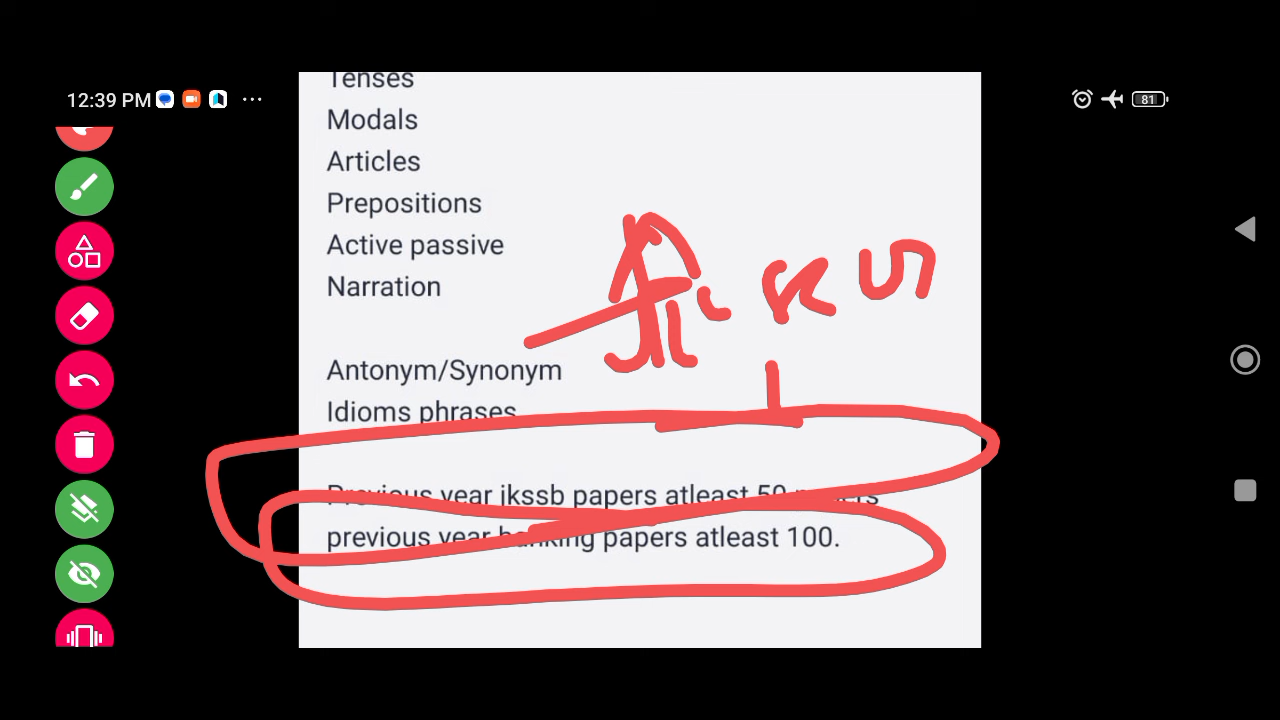 12:39 PM
81
Tenses
Modals
Articles
Prepositions
Active passive
Narration
Antonym/Synonym
Idioms phrases
Previous year jkssb papers atleast 50 papers
previous year banking papers atleast 100.